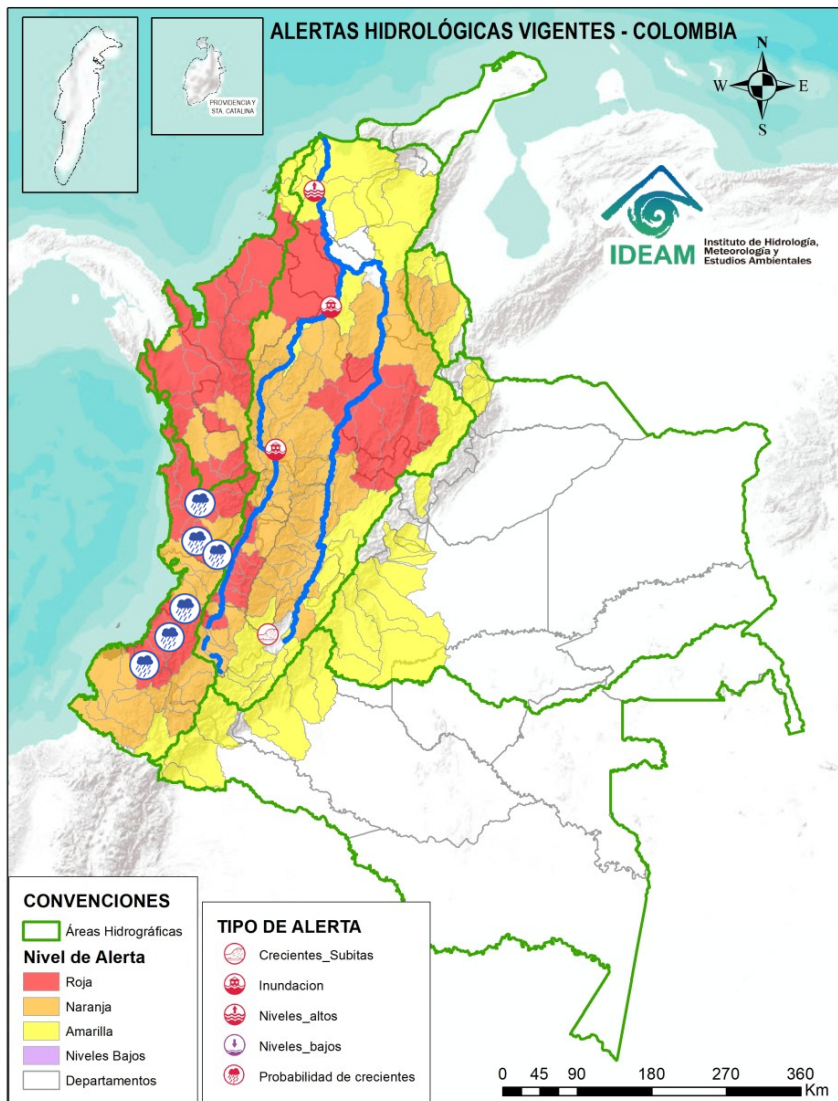 ALERTAS HIDROLÓGICAS VIGENTES - COLOMBIA
PROVIDENCIA Y
STA. CATALINA
N
W E
S
IDEAM
Instituto de Hidrología,
Meteorología y
Estudios Ambientales
CONVENCIONES
Áreas Hidrográficas
Nivel de Alerta
Roja
Naranja
Amarilla
Niveles Bajos
Departamentos
TIPO DE ALERTA
Crecientes_Subitas
Inundacion
Niveles_altos
Niveles_bajos
Probabilidad de crecientes
0 45 90 180 270 360
Km